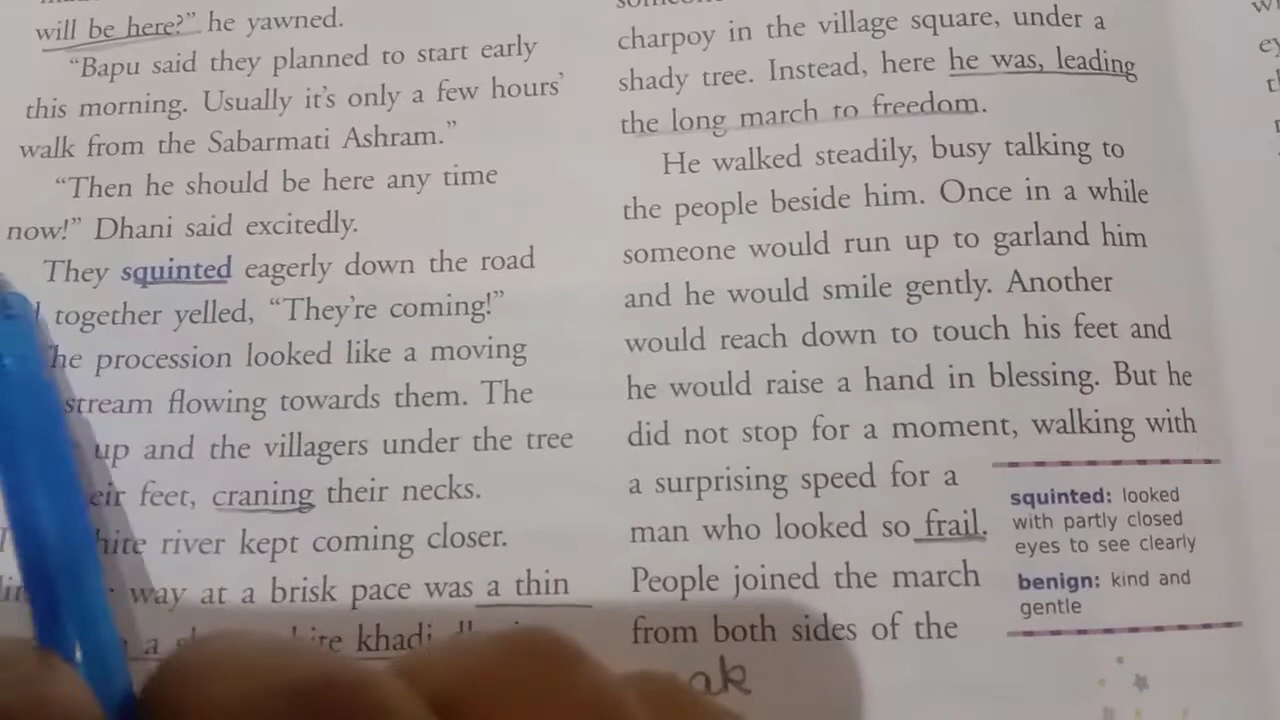 will be here?" he yawned.
"Bapu said they planned to start early
this morning. Usually it's only a few hours'
walk from the Sabarmati Ashram."
"Then he should be here any time
now!" Dhani said excitedly.
They squinted eagerly down the road
together yelled, "They're coming!"
procession looked like a moving
stream flowing towards them. The
up and the villagers under the tree
feet, craning their necks.
river kept coming closer.
way at a brisk pace was a thin
a khadi
charpoy in the village square, under a
shady tree. Instead, here he was, leading
the long march to freedom.
He walked steadily, busy talking to
the people beside him. Once in a while
someone would run up to garland him
and he would smile gently. Another
would reach down to touch his feet and
he would raise a hand in blessing. But he
did not stop for a moment, walking with
a surprising speed for a
man who looked so frail.
People joined the march
from both sides of the
ak
squinted: looked
with partly closed
eyes to see clearly
benign: kind and
gentle